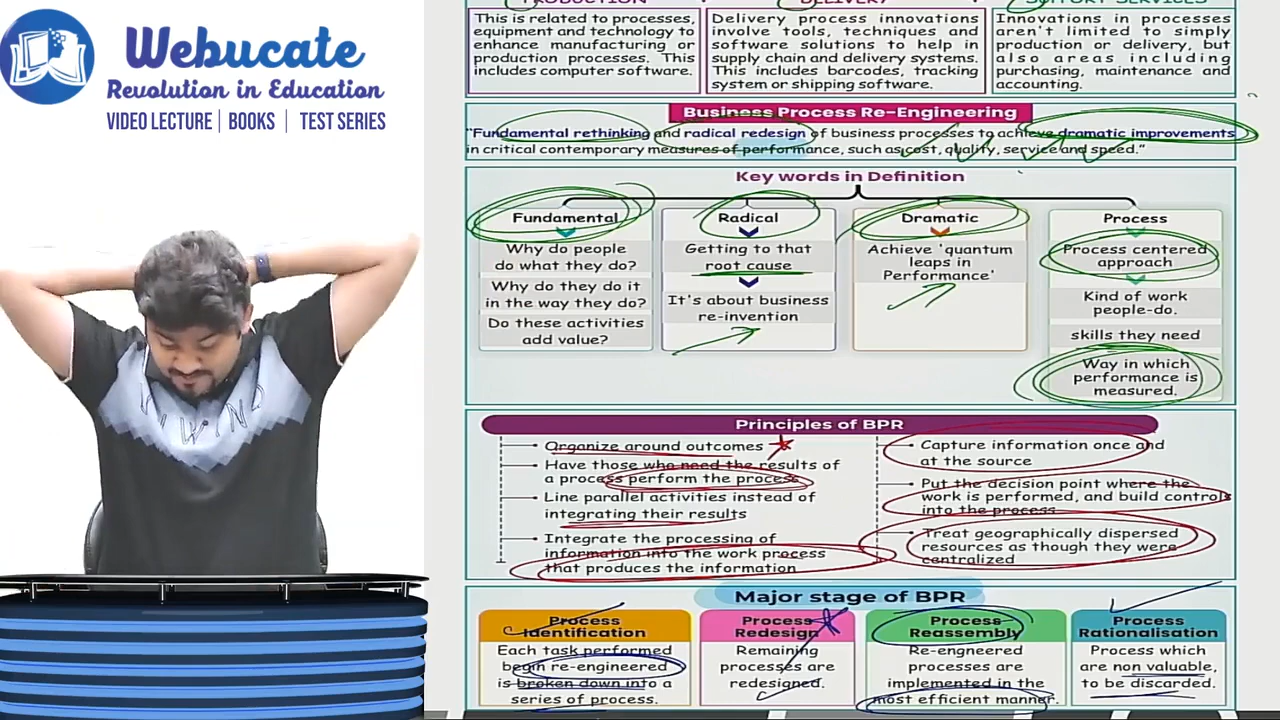 Webucate
Revolution in Education
VIDEO LECTURE | BOOKS | TEST SERIES
PRODUCTION
DELIVERY
SUPPORT SERVICES
This is related to processes,
equipment and technology to
enhance manufacturing or
production processes. This
includes computer software.
Delivery process innovations
involve tools, techniques and
software solutions to help in
supply chain and delivery systems.
This includes barcodes, tracking
system or shipping software.
Innovations in processes
aren't limited to simply
production or delivery, but
also areas including
purchasing, maintenance and
accounting.
Business Process Re-Engineering
"Fundamental rethinking and radical redesign of business processes to achieve dramatic improvements
in critical contemporary measures of performance, such as cost, quality, service and speed."
Key words in Definition
Fundamental
Why do people
do what they do?
Why do they do it
in the way they do?
Do these activities
add value?
Radical
Getting to that
root cause
It's about business
re-invention
Dramatic
Achieve 'quantum
leaps in
Performance'
Process
Process centered
approach
Kind of work
people-do.
skills they need
Way in which
performance is
measured.
Principles of BPR
Organize around outcomes
Have those who need the results of
a process perform the process
Line parallel activities instead of
integrating their results
Integrate the processing of
information into the work process
that produces the information
Capture information once and
at the source
Put the decision point where the
work is performed, and build controls
into the process
Treat geographically dispersed
resources as though they were
centralized
Major stage of BPR
Process
Identification
Each task performed
begin re-engineered
is broken down into a
series of process.
Process
Redesign
Remaining
processes are
redesigned.
Process
Reassembly
Re-engneered
processes are
implemented in the
most efficient manner.
Process
Rationalisation
Process which
are non valuable,
to be discarded.